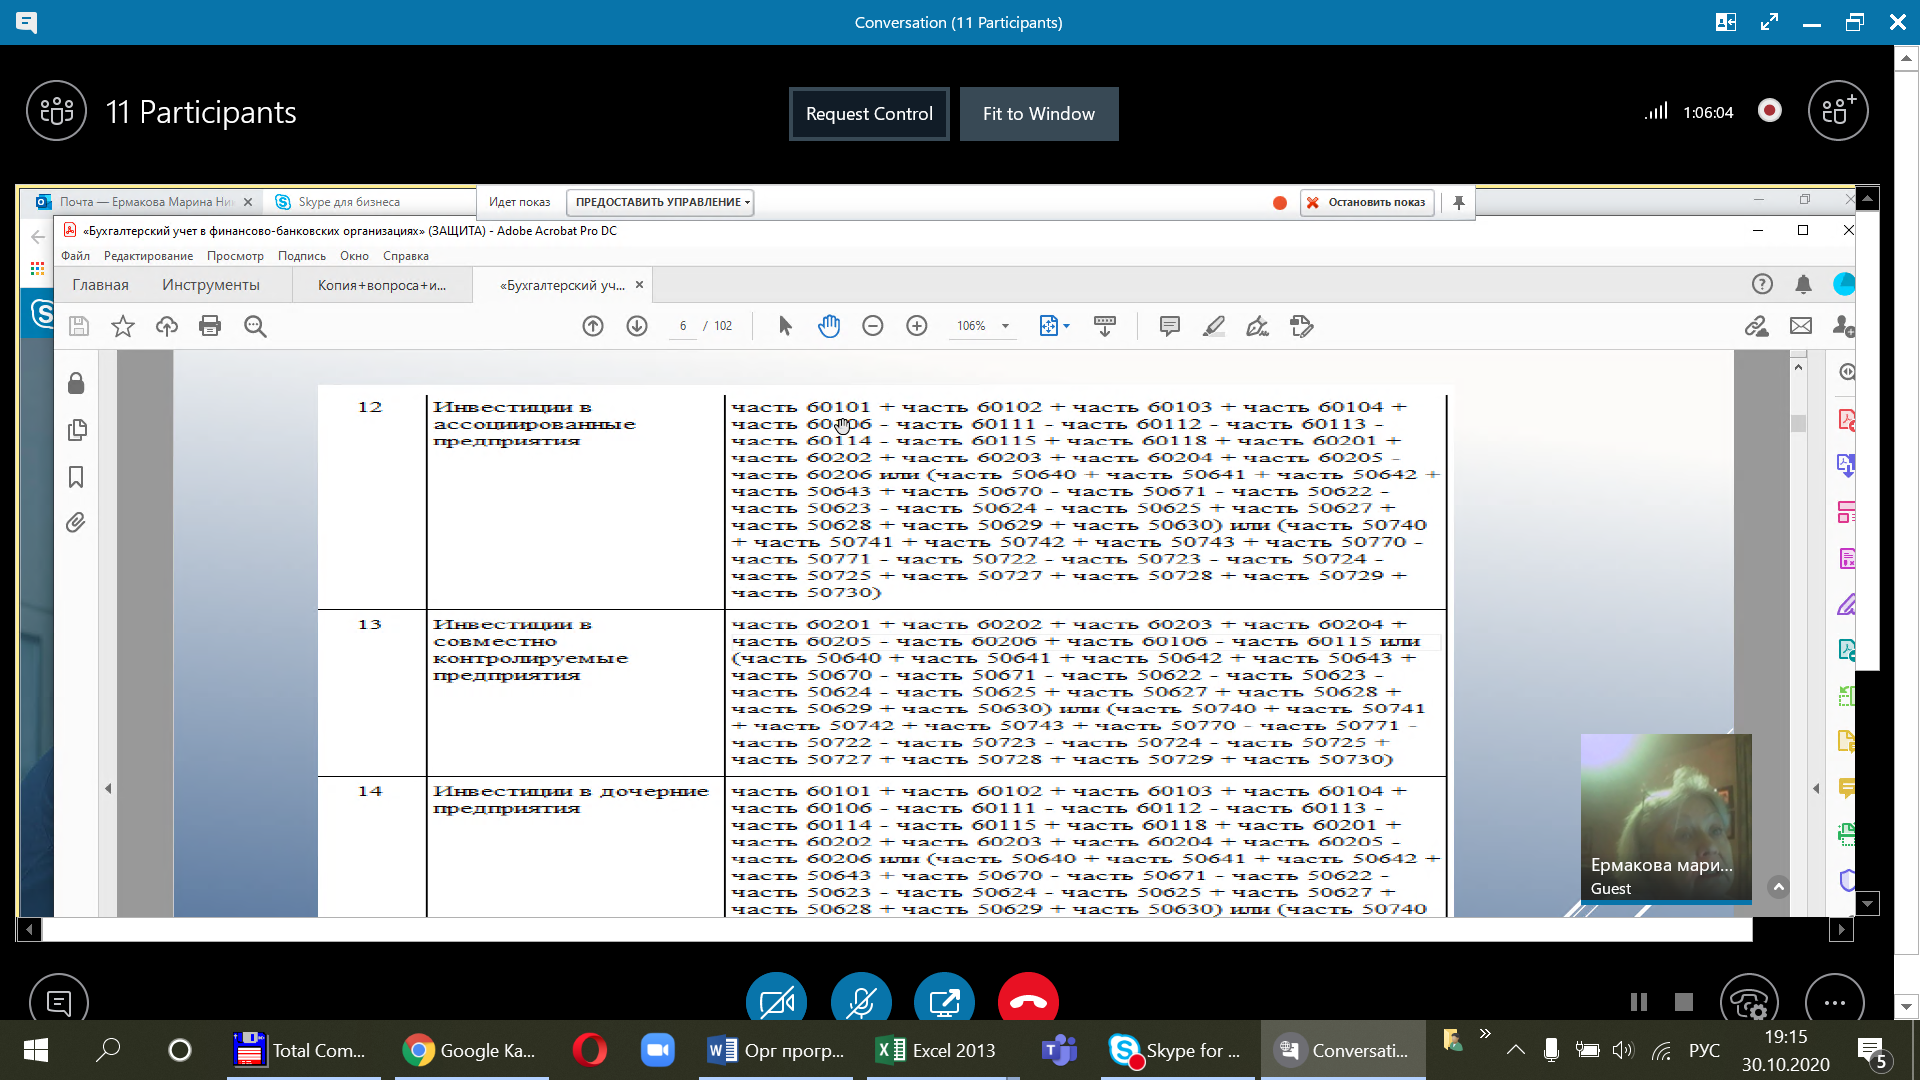 Conversation (11 Participants)
11 Participants
Request Control
Fit to Window
1:06:04
Почта — Ермакова Марина Ни
Skype для бизнеса
Идет показ
ПРЕДОСТАВИТЬ УПРАВЛЕНИЕ
Остановить показ
«Бухгалтерский учет в финансово-банковских организациях» (ЗАЩИТА) - Adobe Acrobat Pro DC
Файл Редактирование Просмотр Подпись Окно Справка
Главная Инструменты Копия+вопроса+и... «Бухгалтерский уч...
6 / 102 106%
12
Инвестиции в
ассоциированные
предприятия
часть 60101 + часть 60102 + часть 60103 + часть 60104 +
часть 60106 - часть 60111 - часть 60112 - часть 60113 -
часть 60114 - часть 60115 + часть 60118 + часть 60201 +
часть 60202 + часть 60203 + часть 60204 + часть 60205 -
часть 60206 или (часть 50640 + часть 50641 + часть 50642 +
часть 50643 + часть 50670 - часть 50671 - часть 50622 -
часть 50623 - часть 50624 - часть 50625 + часть 50627 +
часть 50628 + часть 50629 + часть 50630) или (часть 50740
+ часть 50741 + часть 50742 + часть 50743 + часть 50770 -
часть 50771 - часть 50722 - часть 50723 - часть 50724 -
часть 50725 + часть 50727 + часть 50728 + часть 50729 +
часть 50730)
13
Инвестиции в
совместно
контролируемые
предприятия
часть 60201 + часть 60202 + часть 60203 + часть 60204 +
часть 60205 - часть 60206 + часть 60106 - часть 60115 или
(часть 50640 + часть 50641 + часть 50642 + часть 50643 +
часть 50670 - часть 50671 - часть 50622 - часть 50623 -
часть 50624 - часть 50625 + часть 50627 + часть 50628 +
часть 50629 + часть 50630) или (часть 50740 + часть 50741
+ часть 50742 + часть 50743 + часть 50770 - часть 50771 -
часть 50722 - часть 50723 - часть 50724 - часть 50725 +
часть 50727 + часть 50728 + часть 50729 + часть 50730)
14
Инвестиции в дочерние
предприятия
часть 60101 + часть 60102 + часть 60103 + часть 60104 +
часть 60106 - часть 60111 - часть 60112 - часть 60113 -
часть 60114 - часть 60115 + часть 60118 + часть 60201 +
часть 60202 + часть 60203 + часть 60204 + часть 60205 -
часть 60206 или (часть 50640 + часть 50641 + часть 50642 +
часть 50643 + часть 50670 - часть 50671 - часть 50622 -
часть 50623 - часть 50624 - часть 50625 + часть 50627 +
часть 50628 + часть 50629 + часть 50630) или (часть 50740
Ермакова мари...
Guest
Total Com...
Google Ка...
Орг прогр...
Excel 2013
Skype for ...
Conversati...
РУС
19:15
30.10.2020
5